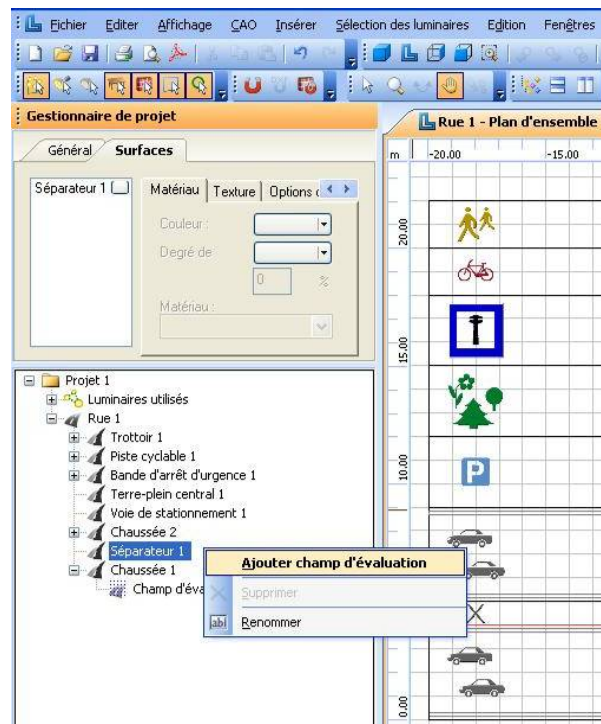 Fichier Editer Affichage CAO Insérer Sélection des luminaires Edition Fenêtres
Gestionnaire de projet
Général Surfaces
Séparateur 1
Matériau Texture Options
Couleur :
Degré de
0 %
Matériau :
Projet 1
Luminaires utilisés
Rue 1
Trottoir 1
Piste cyclable 1
Bande d'arrêt d'urgence 1
Terre-plein central 1
Voie de stationnement 1
Chaussée 2
Séparateur 1
Chaussée 1
Champ d'éva
Ajouter champ d'évaluation
Supprimer
abI Renommer
Rue 1 - Plan d'ensemble
m -20.00 -15.00
20.00
15.00
10.00
P
0.00